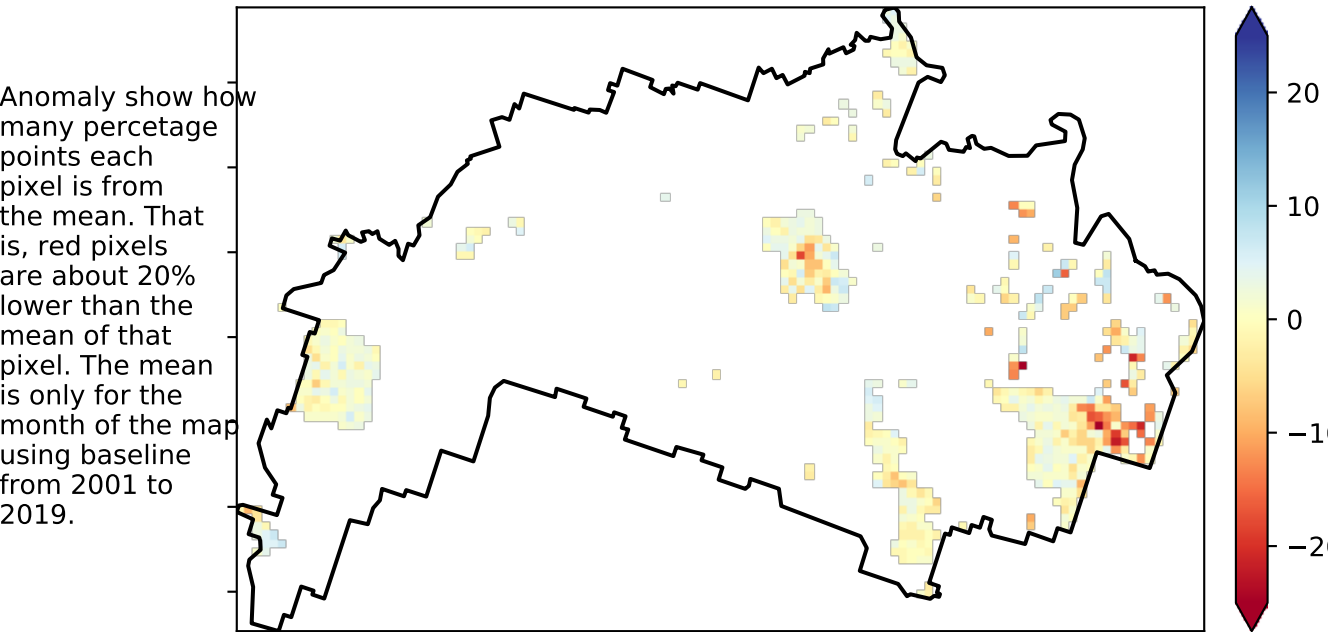 Anomaly show how
many percetage
points each
pixel is from
the mean. That
is, red pixels
are about 20%
lower than the
mean of that
pixel. The mean
is only for the
month of the map
using baseline
from 2001 to
2019.
20
10
0
−10
−20